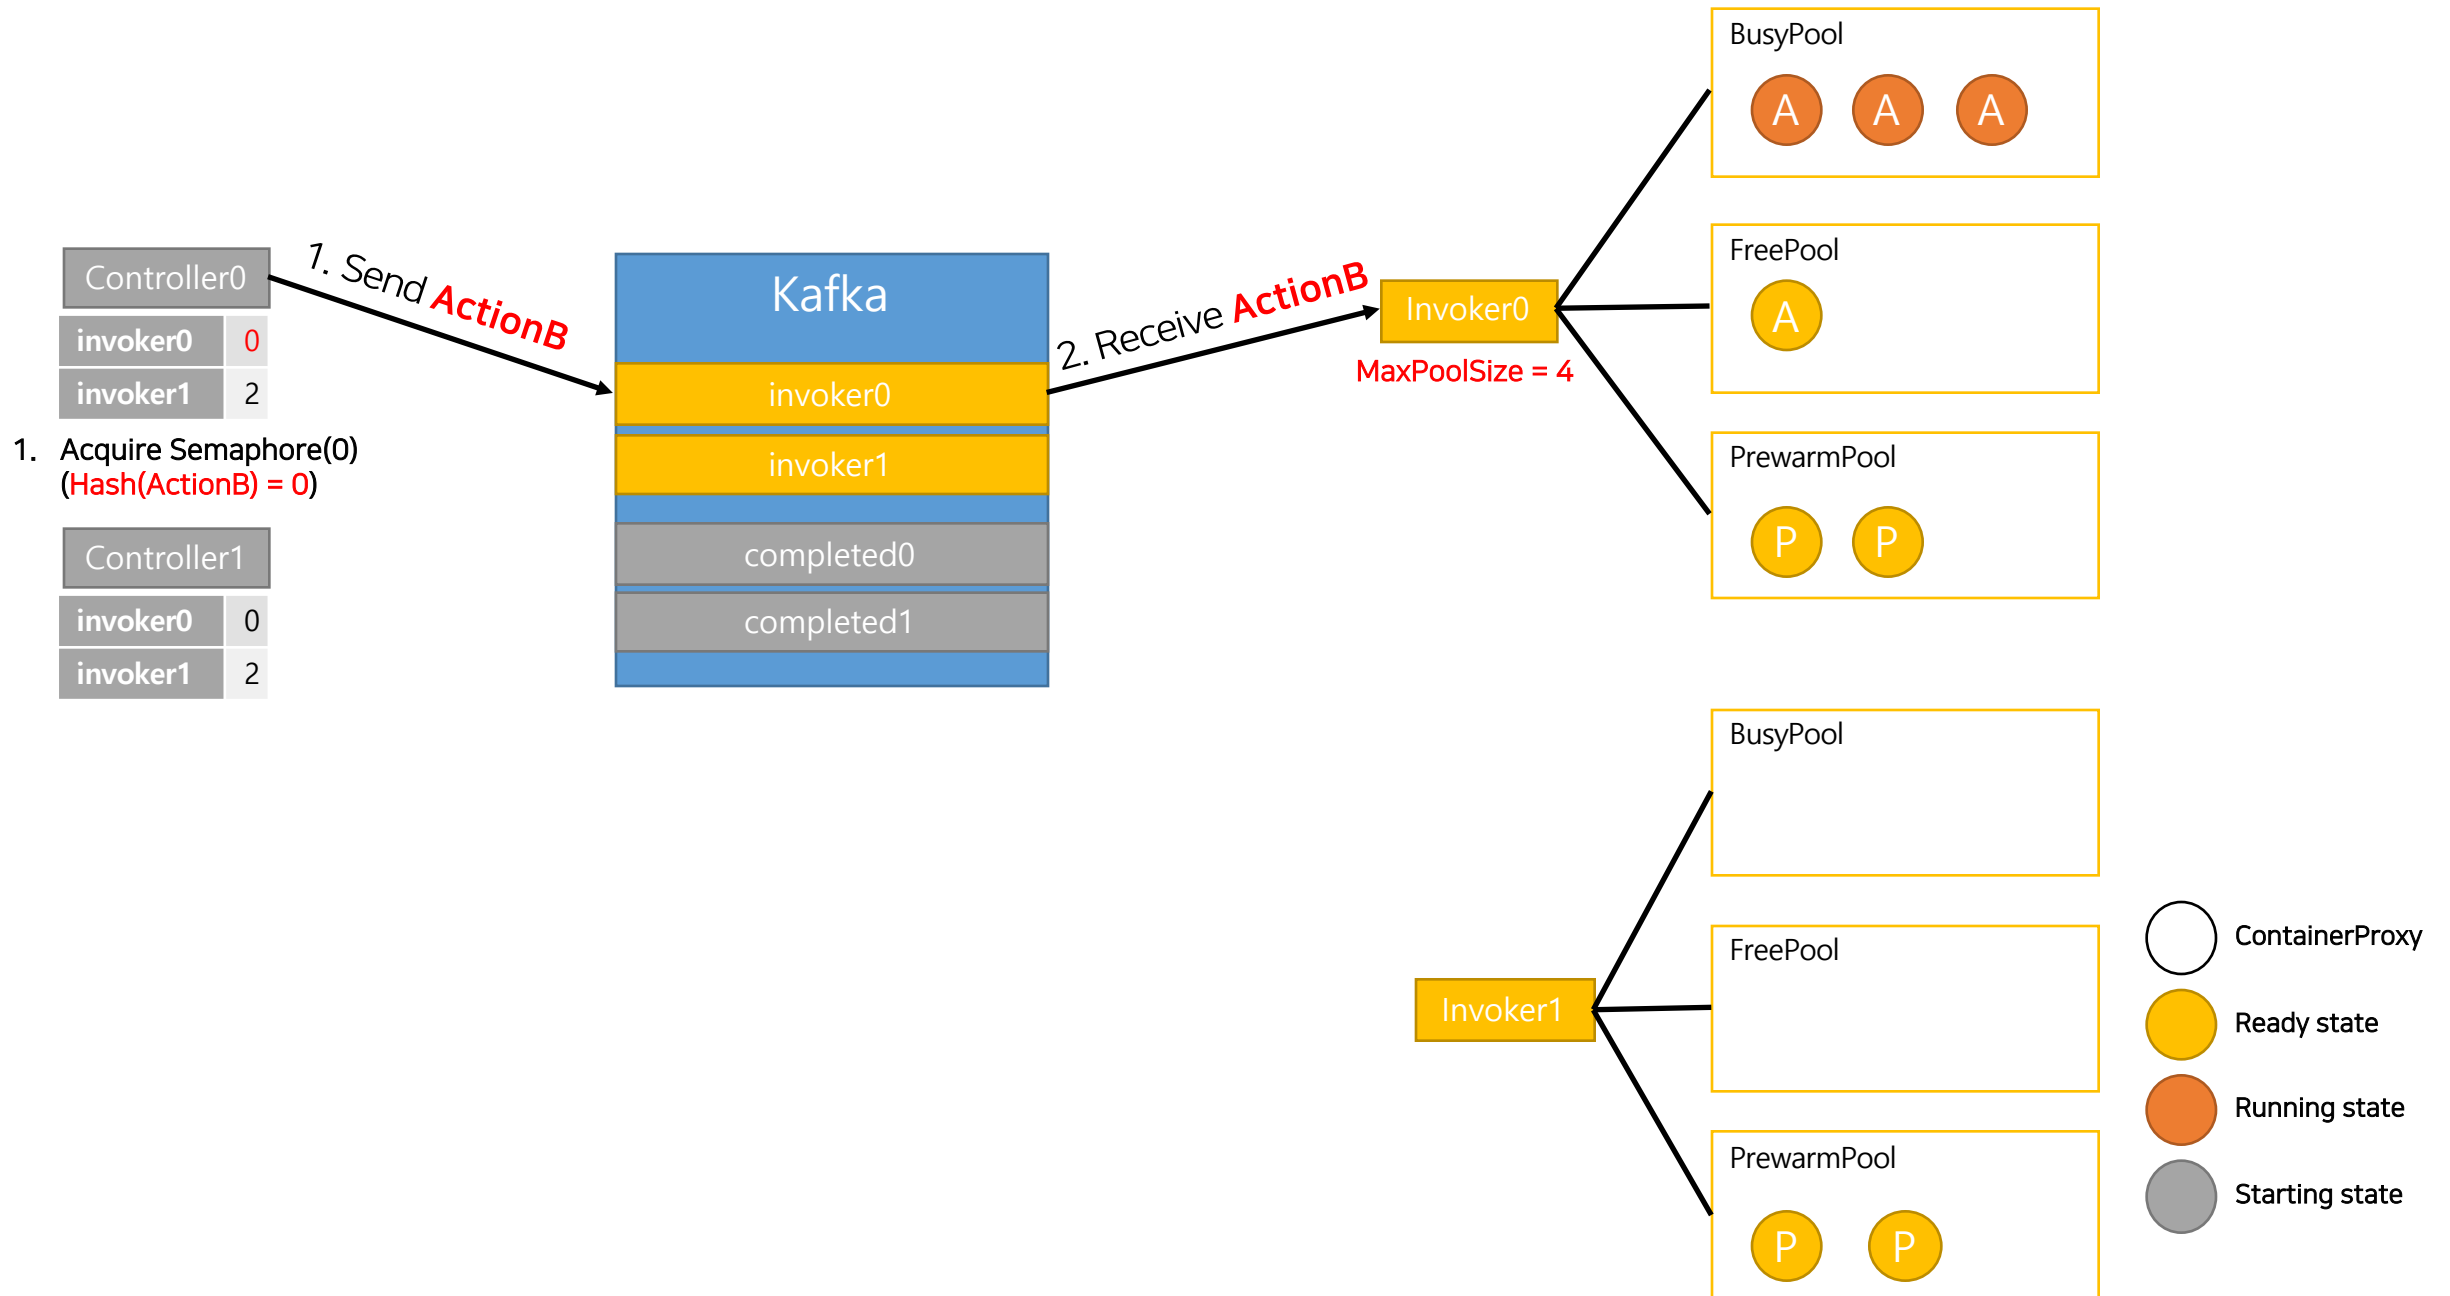 Controller0
invoker0 0
invoker1 2
1. Acquire Semaphore(0)
(Hash(ActionB) = 0)
Controller1
invoker0 0
invoker1 2
1. Send ActionB
Kafka
invoker0
invoker1
completed0
completed1
2. Receive ActionB
Invoker0
MaxPoolSize = 4
BusyPool
A A A
FreePool
A
PrewarmPool
P P
Invoker1
BusyPool
FreePool
PrewarmPool
P P
ContainerProxy
Ready state
Running state
Starting state